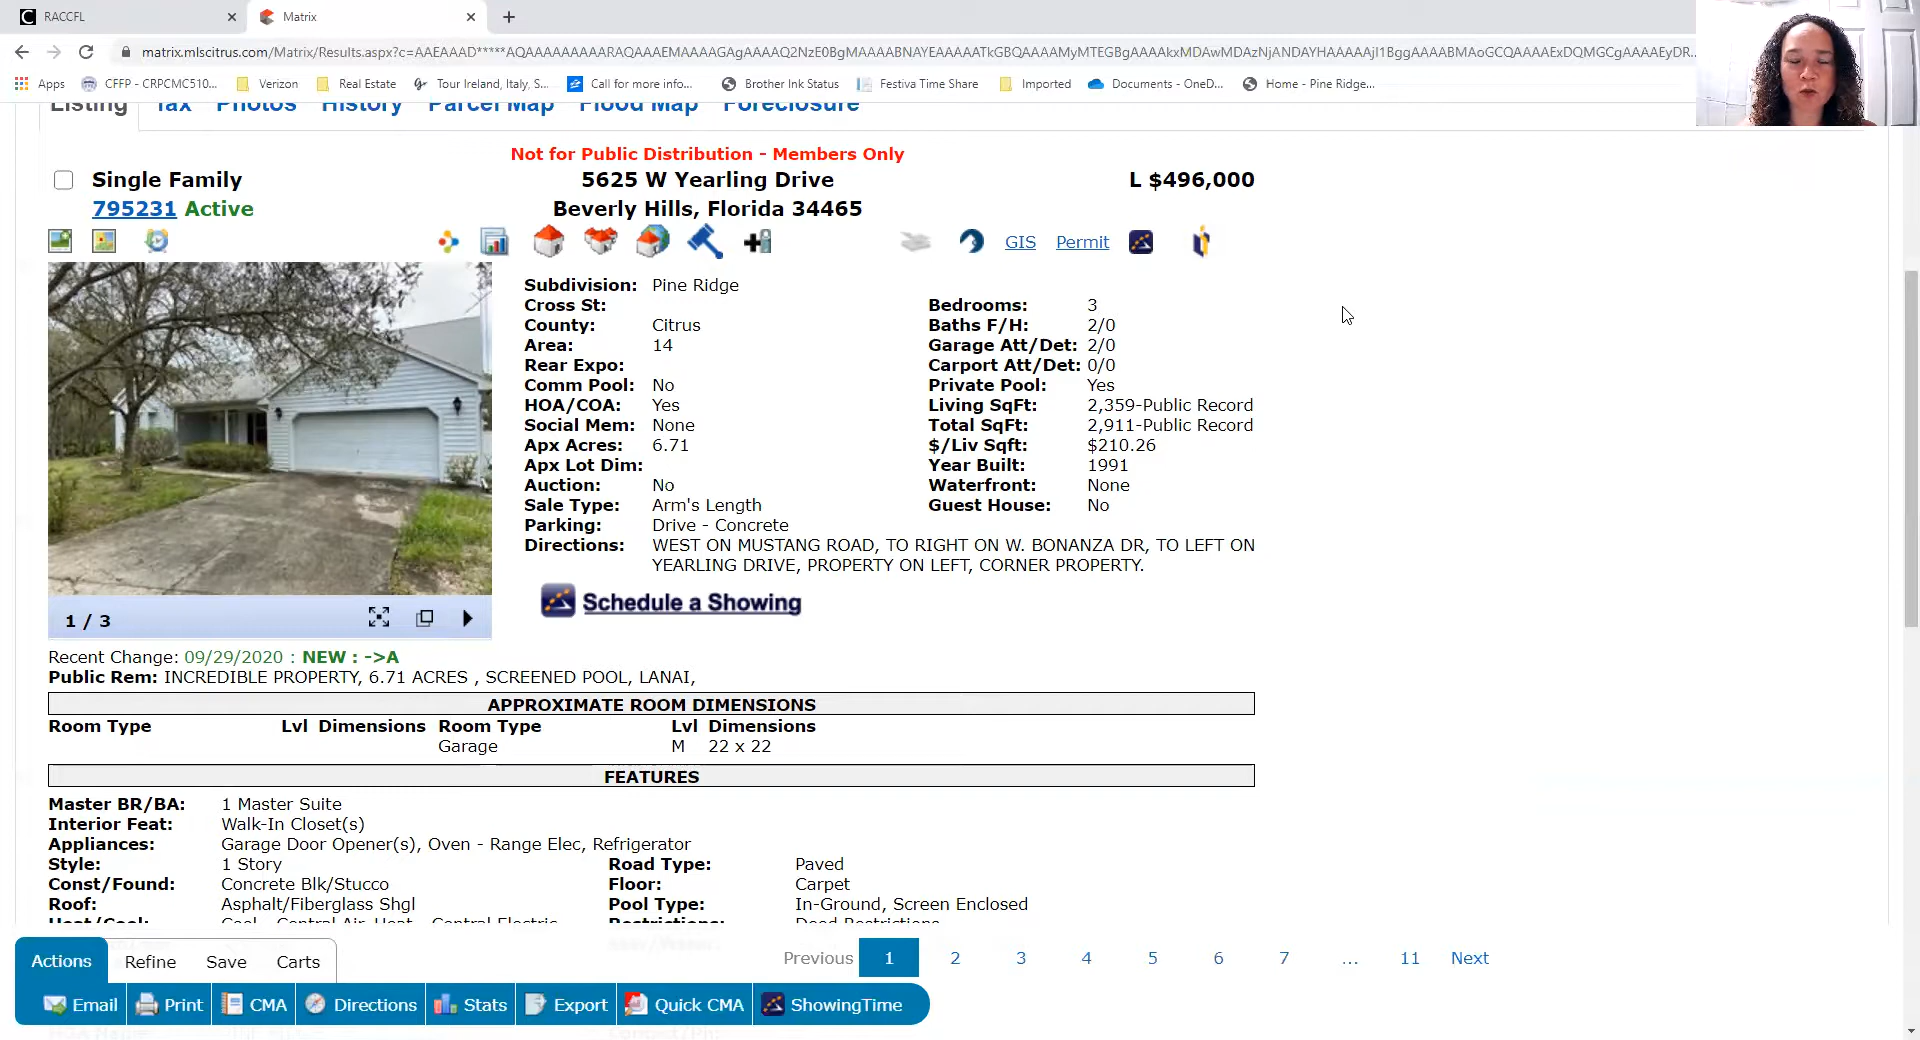 RACCFL
Matrix
matrix.mlscitrus.com/Matrix/Results.aspx?c=AAEAAAD*****AQAAAAAAAAARAQAAAEMAAAAGAgAAAAQ2NzE0BgMAAAABNAYEAAAAATkGBQAAAAMyMTEGBgAAAAkxMDAwMDAzNjANDAYHAAAAAjI1BggAAAABMAoGCQAAAAExDQMGCgAAAAEyDR...
Apps
CFFP - CRPCMC510...
Verizon
Real Estate
Tour Ireland, Italy, S...
Call for more info...
Brother Ink Status
Festiva Time Share
Imported
Documents - OneD...
Home - Pine Ridge...
Listing Tax Photos History Parcel Map Flood Map Foreclosure
Not for Public Distribution - Members Only
Single Family 5625 W Yearling Drive L $496,000
795231 Active Beverly Hills, Florida 34465
GIS Permit
Subdivision: Pine Ridge
Cross St: Bedrooms: 3
County: Citrus Baths F/H: 2/0
Area: 14 Garage Att/Det: 2/0
Rear Expo: Carport Att/Det: 0/0
Comm Pool: No Private Pool: Yes
HOA/COA: Yes Living SqFt: 2,359-Public Record
Social Mem: None Total SqFt: 2,911-Public Record
Apx Acres: 6.71 $/Liv Sqft: $210.26
Apx Lot Dim: Year Built: 1991
Auction: No Waterfront: None
Sale Type: Arm's Length Guest House: No
Parking: Drive - Concrete
Directions: WEST ON MUSTANG ROAD, TO RIGHT ON W. BONANZA DR, TO LEFT ON
YEARLING DRIVE, PROPERTY ON LEFT, CORNER PROPERTY.
Schedule a Showing
1 / 3
Recent Change: 09/29/2020 : NEW : ->A
Public Rem: INCREDIBLE PROPERTY, 6.71 ACRES , SCREENED POOL, LANAI,
APPROXIMATE ROOM DIMENSIONS
Room Type Lvl Dimensions Room Type Lvl Dimensions
Garage M 22 x 22
FEATURES
Master BR/BA: 1 Master Suite
Interior Feat: Walk-In Closet(s)
Appliances: Garage Door Opener(s), Oven - Range Elec, Refrigerator
Style: 1 Story Road Type: Paved
Const/Found: Concrete Blk/Stucco Floor: Carpet
Roof: Asphalt/Fiberglass Shgl Pool Type: In-Ground, Screen Enclosed
Heat/Cool: Cool - Central Air, Heat - Central Electric Restrictions: Deed Restrictions
Actions Refine Save Carts Previous 1 2 3 4 5 6 7 ... 11 Next
Email Print CMA Directions Stats Export Quick CMA ShowingTime